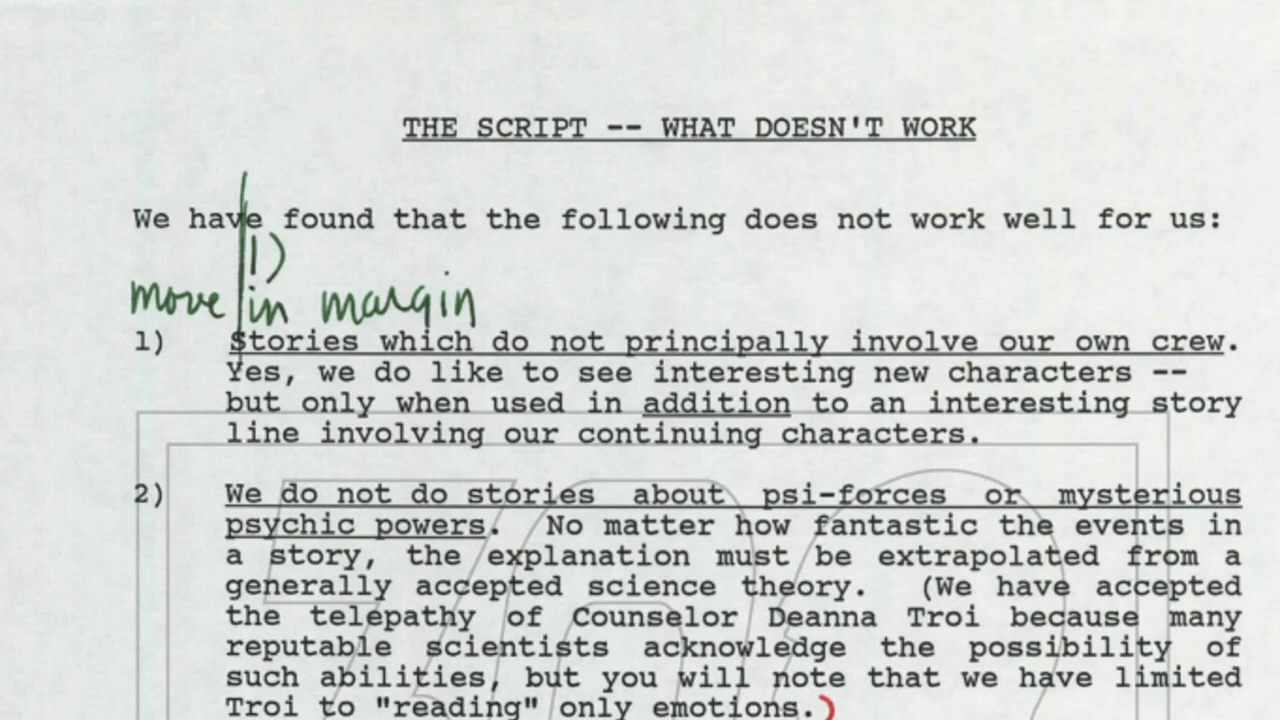 THE SCRIPT -- WHAT DOESN'T WORK
We have found that the following does not work well for us:
1)
move in margin
1) Stories which do not principally involve our own crew.
Yes, we do like to see interesting new characters --
but only when used in addition to an interesting story
line involving our continuing characters.
2) We do not do stories about psi-forces or mysterious
psychic powers. No matter how fantastic the events in
a story, the explanation must be extrapolated from a
generally accepted science theory. (We have accepted
the telepathy of Counselor Deanna Troi because many
reputable scientists acknowledge the possibility of
such abilities, but you will note that we have limited
Troi to "reading" only emotions.)